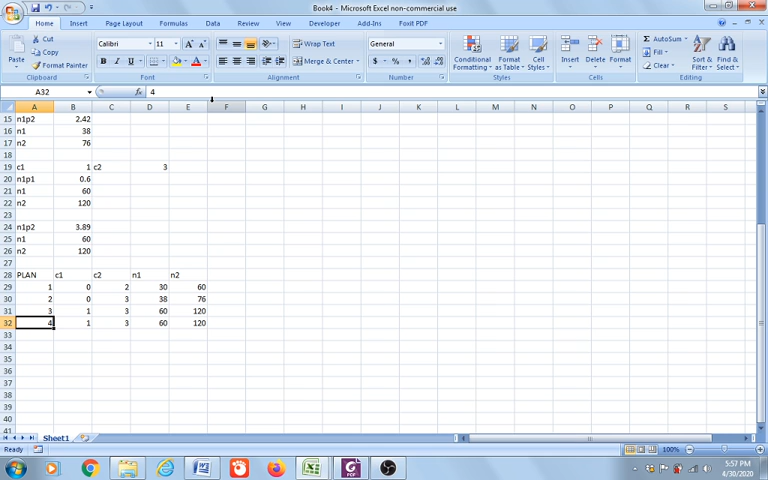 Book4 - Microsoft Excel non-commercial use
Home Insert Page Layout Formulas Data Review View Developer Add-Ins Foxit PDF
Paste
Cut
Copy
Format Painter
Clipboard
Calibri 11
B I U
Font
Wrap Text
Merge & Center
Alignment
General
$ % ,
Number
Conditional Formatting
Format as Table
Cell Styles
Styles
Insert Delete Format
Cells
Σ AutoSum
Fill
Clear
Sort & Filter
Find & Select
Editing
A32 fx 4
A B C D E F G H I J K L M N O P Q R S
15 n1p2 2.42
16 n1 38
17 n2 76
18
19 c1 1 c2 3
20 n1p1 0.6
21 n1 60
22 n2 120
23
24 n1p2 3.89
25 n1 60
26 n2 120
27
28 PLAN c1 c2 n1 n2
29 1 0 2 30 60
30 2 0 3 38 76
31 3 1 3 60 120
32 4 1 3 60 120
33
34
35
36
37
38
39
40
41
Sheet1
Ready 100%
5:57 PM
4/30/2020